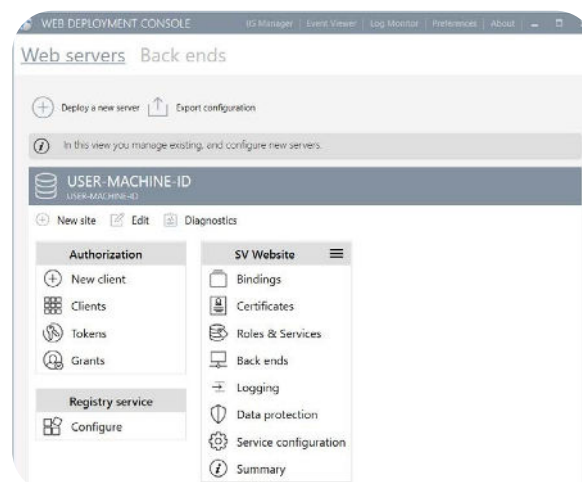 WEB DEPLOYMENT CONSOLE
IIS Manager | Event Viewer | Log Monitor | Preferences | About
Web servers Back ends
Deploy a new server Export configuration
In this view you manage existing, and configure new servers.
USER-MACHINE-ID
USER-MACHINE-ID
New site Edit Diagnostics
Authorization
New client
Clients
Tokens
Grants
Registry service
Configure
SV Website
Bindings
Certificates
Roles & Services
Back ends
Logging
Data protection
Service configuration
Summary